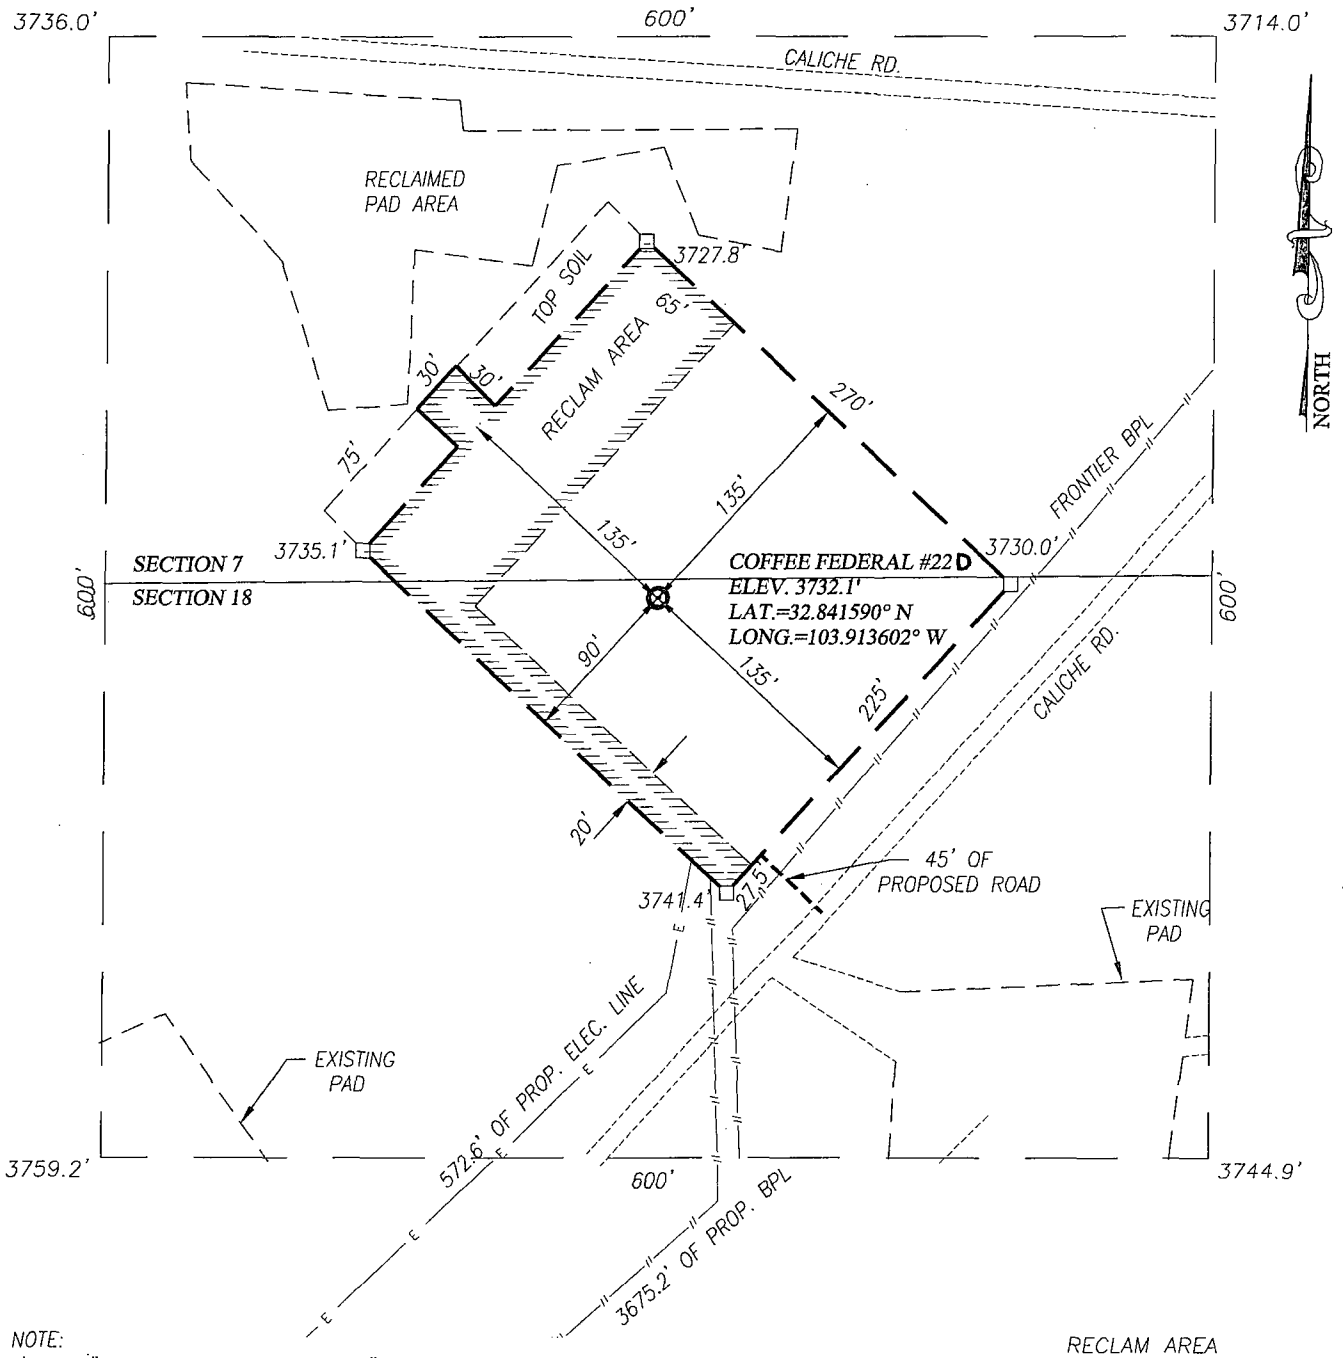 3736.0'
600'
3714.0'
CALICHE RD.
RECLAIMED
PAD AREA
NORTH
TOP SOIL
3727.8'
65'
RECLAM AREA
30'
30'
270'
75'
135'
135'
FRONTIER BPL
3735.1'
3730.0'
SECTION 7
SECTION 18
600'
600'
COFFEE FEDERAL #22D
ELEV. 3732.1'
LAT.=32.841590° N
LONG.=103.913602° W
90'
135'
225'
CALICHE RD.
20'
45' OF
PROPOSED ROAD
27.5'
3741.4'
E
EXISTING
PAD
572.6' OF PROP. ELEC. LINE
E
EXISTING
PAD
E
E
E
3759.2'
600'
3744.9'
3675.2' OF PROP. BPL
NOTE:
RECLAM AREA